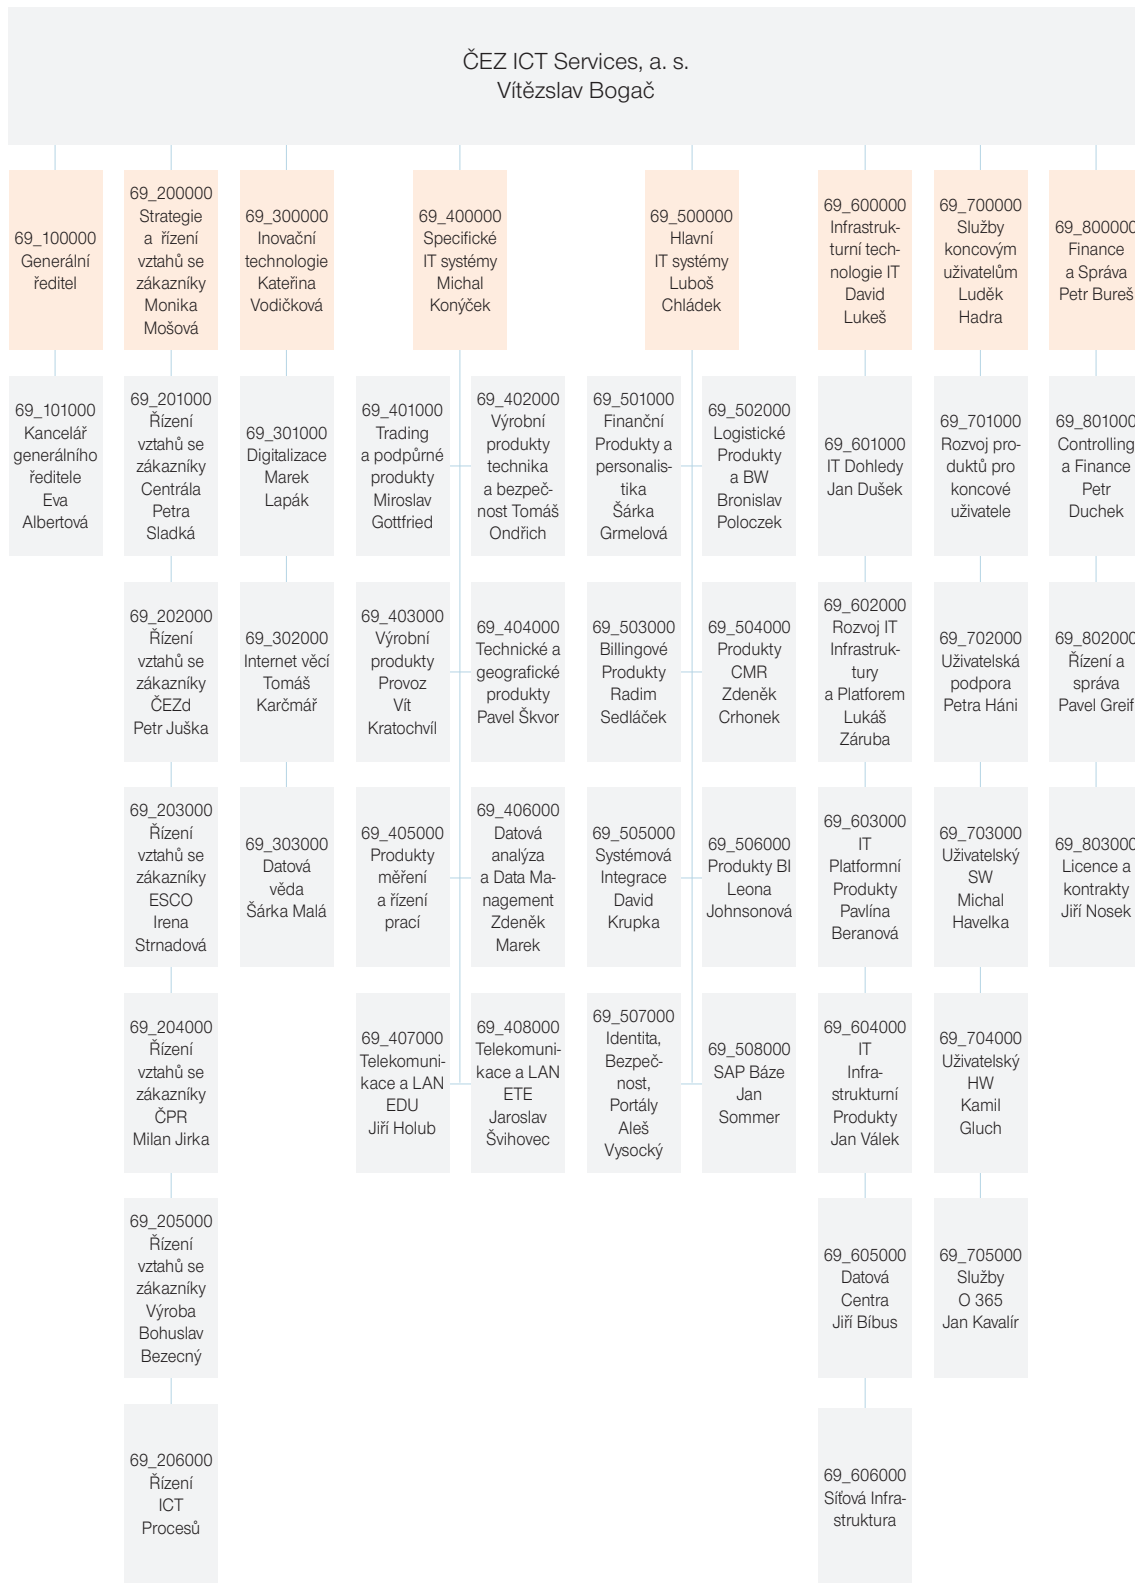 ČEZ ICT Services, a. s.
Vítězslav Bogač
69_100000
Generální
ředitel
69_200000
Strategie
a řízení
vztahů se
zákazníky
Monika
Mošová
69_300000
Inovační
technologie
Kateřina
Vodičková
69_400000
Specifické
IT systémy
Michal
Konýček
69_500000
Hlavní
IT systémy
Luboš
Chládek
69_600000
Infrastruk-
turní tech-
nologie IT
David
Lukeš
69_700000
Služby
koncovým
uživatelům
Luděk
Hadra
69_800000
Finance
a Správa
Petr Bureš
69_101000
Kancelář
generálního
ředitele
Eva
Albertová
69_201000
Řízení
vztahů se
zákazníky
Centrála
Petra
Sladká
69_301000
Digitalizace
Marek
Lapák
69_401000
Trading
a podpůrné
produkty
Miroslav
Gottfried
69_402000
Výrobní
produkty
technika
a bezpeč-
nost Tomáš
Ondřich
69_501000
Finanční
Produkty a
personalis-
tika
Šárka
Grmelová
69_502000
Logistické
Produkty
a BW
Bronislav
Poloczek
69_601000
IT Dohledy
Jan Dušek
69_701000
Rozvoj pro-
duktů pro
koncové
uživatele
69_801000
Controlling
a Finance
Petr
Duchek
69_202000
Řízení
vztahů se
zákazníky
ČEZd
Petr Juška
69_302000
Internet věcí
Tomáš
Karčmář
69_403000
Výrobní
produkty
Provoz
Vít
Kratochvíl
69_404000
Technické a
geografické
produkty
Pavel Škvor
69_503000
Billingové
Produkty
Radim
Sedláček
69_504000
Produkty
CMR
Zdeněk
Crhonek
69_602000
Rozvoj IT
Infrastruk-
tury
a Platforem
Lukáš
Záruba
69_702000
Uživatelská
podpora
Petra Háni
69_802000
Řízení a
správa
Pavel Greif
69_203000
Řízení
vztahů se
zákazníky
ESCO
Irena
Strnadová
69_303000
Datová
věda
Šárka Malá
69_405000
Produkty
měření
a řízení
prací
69_406000
Datová
analýza
a Data Ma-
nagement
Zdeněk
Marek
69_505000
Systémová
Integrace
David
Krupka
69_506000
Produkty BI
Leona
Johnsonová
69_603000
IT
Platformní
Produkty
Pavlína
Beranová
69_703000
Uživatelský
SW
Michal
Havelka
69_803000
Licence a
kontrakty
Jiří Nosek
69_204000
Řízení
vztahů se
zákazníky
ČPR
Milan Jirka
69_407000
Telekomuni-
kace a LAN
EDU
Jiří Holub
69_408000
Telekomuni-
kace a LAN
ETE
Jaroslav
Švihovec
69_507000
Identita,
Bezpeč-
nost,
Portály
Aleš
Vysocký
69_508000
SAP Báze
Jan
Sommer
69_604000
IT
Infra-
strukturní
Produkty
Jan Válek
69_704000
Uživatelský
HW
Kamil
Gluch
69_205000
Řízení
vztahů se
zákazníky
Výroba
Bohuslav
Bezecný
69_605000
Datová
Centra
Jiří Bíbus
69_705000
Služby
O 365
Jan Kavalír
69_206000
Řízení
ICT
Procesů
69_606000
Síťová Infra-
struktura